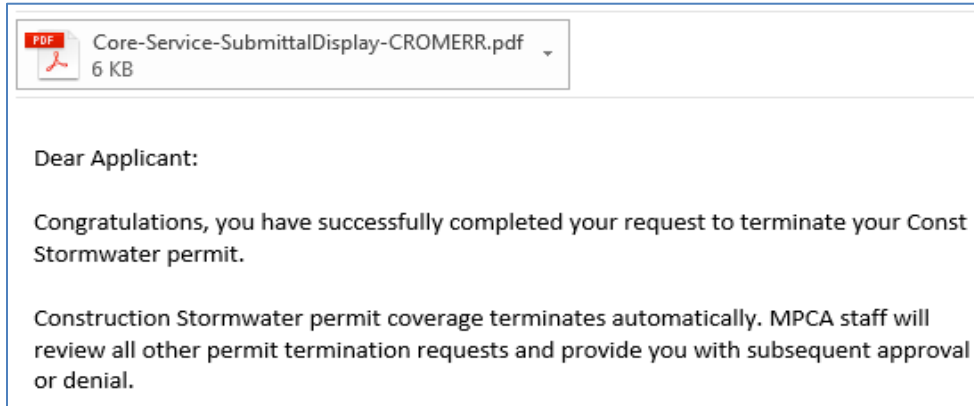 PDF
Core-Service-SubmittalDisplay-CROMERR.pdf
6 KB
Dear Applicant:
Congratulations, you have successfully completed your request to terminate your Const
Stormwater permit.
Construction Stormwater permit coverage terminates automatically. MPCA staff will
review all other permit termination requests and provide you with subsequent approval
or denial.